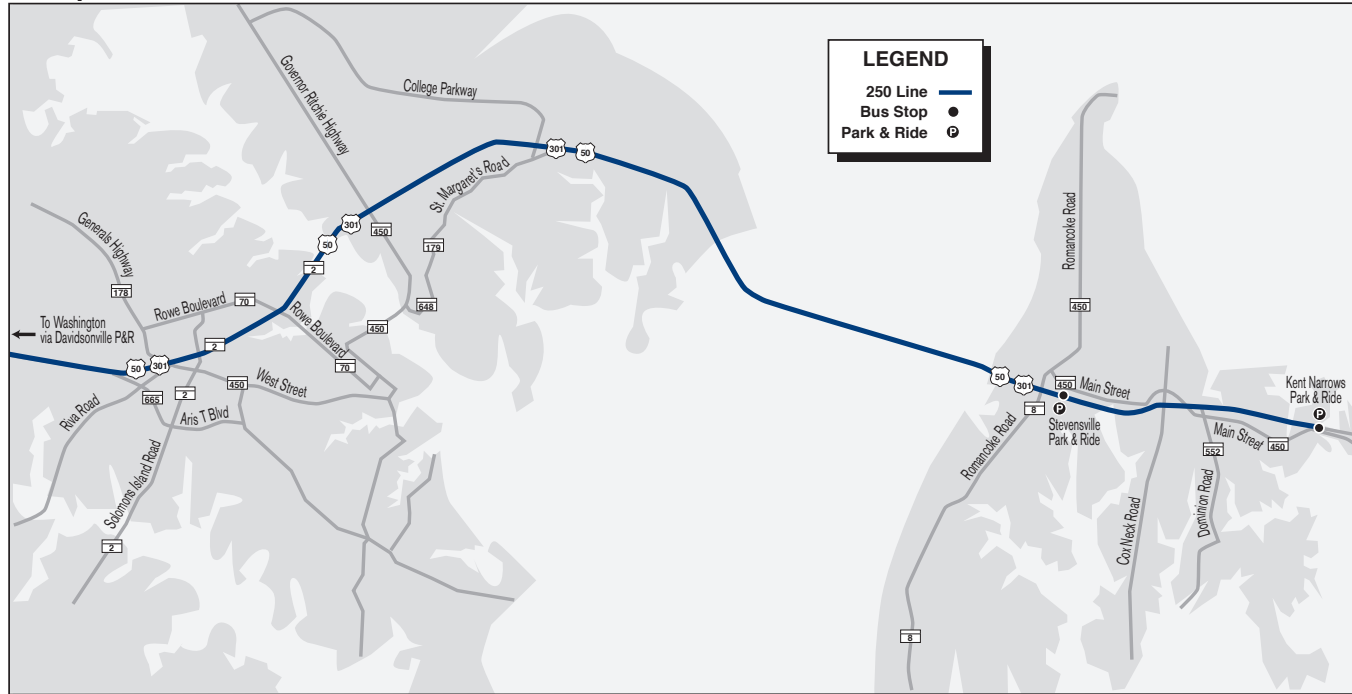 LEGEND
250 Line
Bus Stop
Park & Ride
P
College Parkway
Governor Ritchie Highway
St. Margaret's Road
301
50
301
50
2
450
179
648
450
Generals Highway
178
Rowe Boulevard
70
Rowe Boulevard
70
To Washington
via Davidsonville P&R
2
50
301
West Street
450
2
665
Riva Road
Aris T Blvd
Solomons Island Road
2
Romancoke Road
450
50
301
450
Main Street
8
P
Stevensville
Park & Ride
Romancoke Road
8
Cox Neck Road
552
Dominion Road
Main Street
450
Kent Narrows
Park & Ride
P